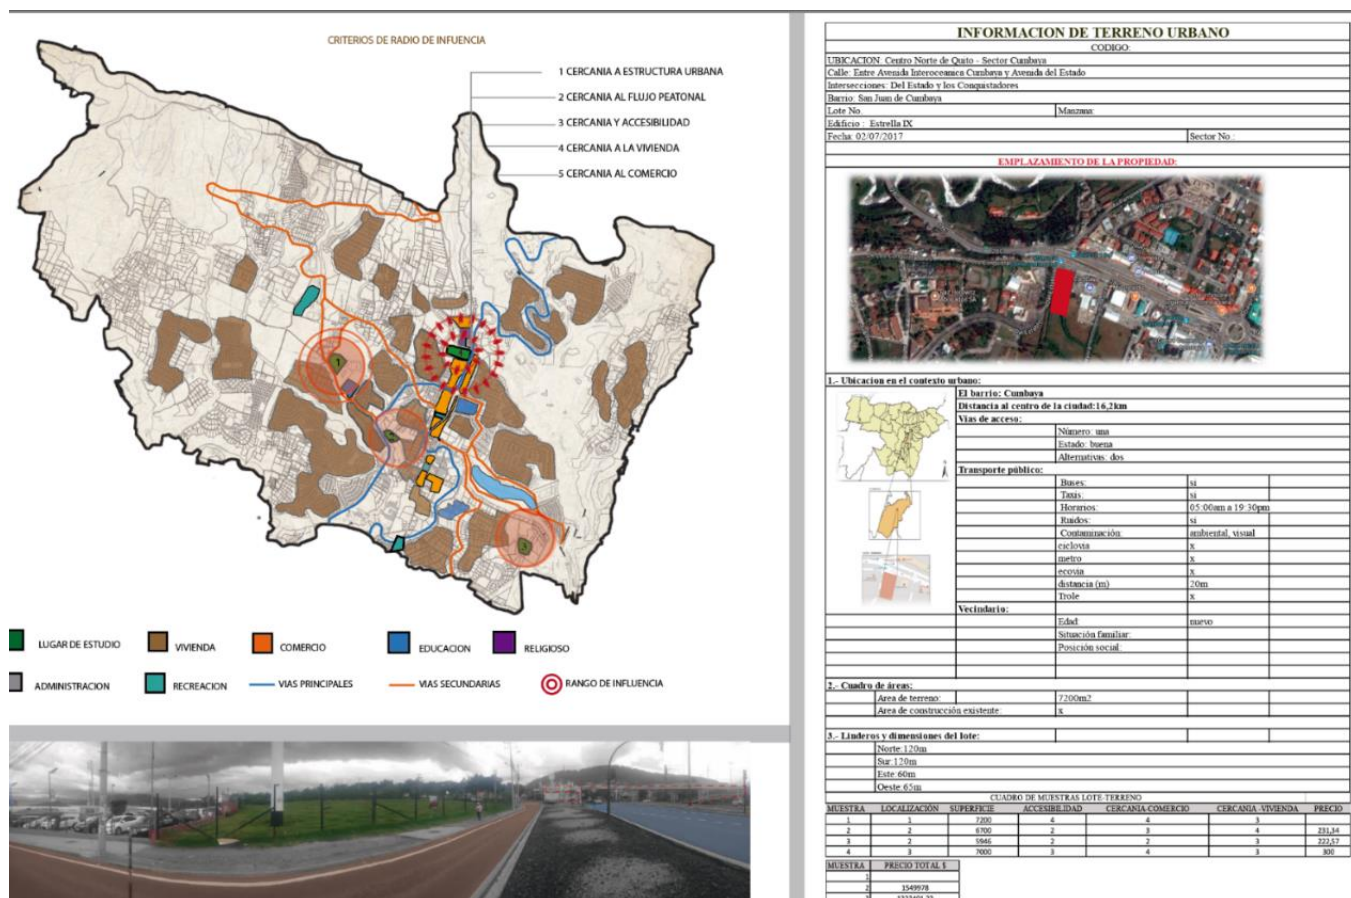 CRITERIOS DE RADIO DE INFUENCIA
1 CERCANIA A ESTRUCTURA URBANA
2 CERCANIA AL FLUJO PEATONAL
3 CERCANIA Y ACCESIBILIDAD
4 CERCANIA A LA VIVIENDA
5 CERCANIA AL COMERCIO
1
3
LUGAR DE ESTUDIO
VIVIENDA
COMERCIO
EDUCACION
RELIGIOSO
ADMINISTRACION
RECREACION
VIAS PRINCIPALES
VIAS SECUNDARIAS
RANGO DE INFLUENCIA
INFORMACION DE TERRENO URBANO
CODIGO:
UBICACION: Centro Norte de Quito - Sector Cumbaya
Calle: Entre Avenida Interoceanica Cumbaya y Avenida del Estado
Intersecciones: Del Estado y los Conquistadores
Barrio: San Juan de Cumbaya
Lote No. Manzana:
Edificio : Estrella IX
Fecha: 02/07/2017 Sector No.:
EMPLAZAMIENTO DE LA PROPIEDAD:
1.- Ubicacion en el contexto urbano:
El barrio: Cumbaya
Distancia al centro de la ciudad:16,2km
Vias de acceso:
Número: una
Estado: buena
Alternativas: dos
Transporte público:
Buses: si
Taxis: si
Horarios: 05:00am a 19:30pm
Ruidos: si
Contaminación: ambiental, visual
ciclovia x
metro x
ecovia x
distancia (m) 20m
Trole x
Vecindario:
Edad: nuevo
Situación familiar:
Posición social:
2.- Cuadro de áreas:
Area de terreno: 7200m2
Area de construcción existente: x
3.- Linderos y dimensiones del lote:
Norte:120m
Sur:120m
Este:60m
Oeste:65m
CUADRO DE MUESTRAS LOTE-TERRENO
MUESTRA LOCALIZACIÓN SUPERFICIE ACCESIBILIDAD CERCANIA-COMERCIO CERCANIA -VIVIENDA PRECIO
1 1 7200 4 4 3
2 2 6700 2 3 4 231,34
3 2 5946 2 2 3 222,57
4 3 7000 3 4 3 300
MUESTRA PRECIO TOTAL $
1
2 1549978